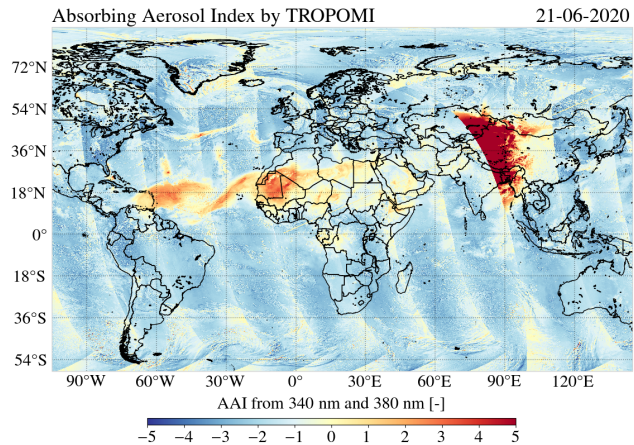 Absorbing Aerosol Index by TROPOMI 21-06-2020
72°N
54°N
36°N
18°N
0°
18°S
36°S
54°S
90°W 60°W 30°W 0° 30°E 60°E 90°E 120°E
AAI from 340 nm and 380 nm [-]
−5 −4 −3 −2 −1 0 1 2 3 4 5